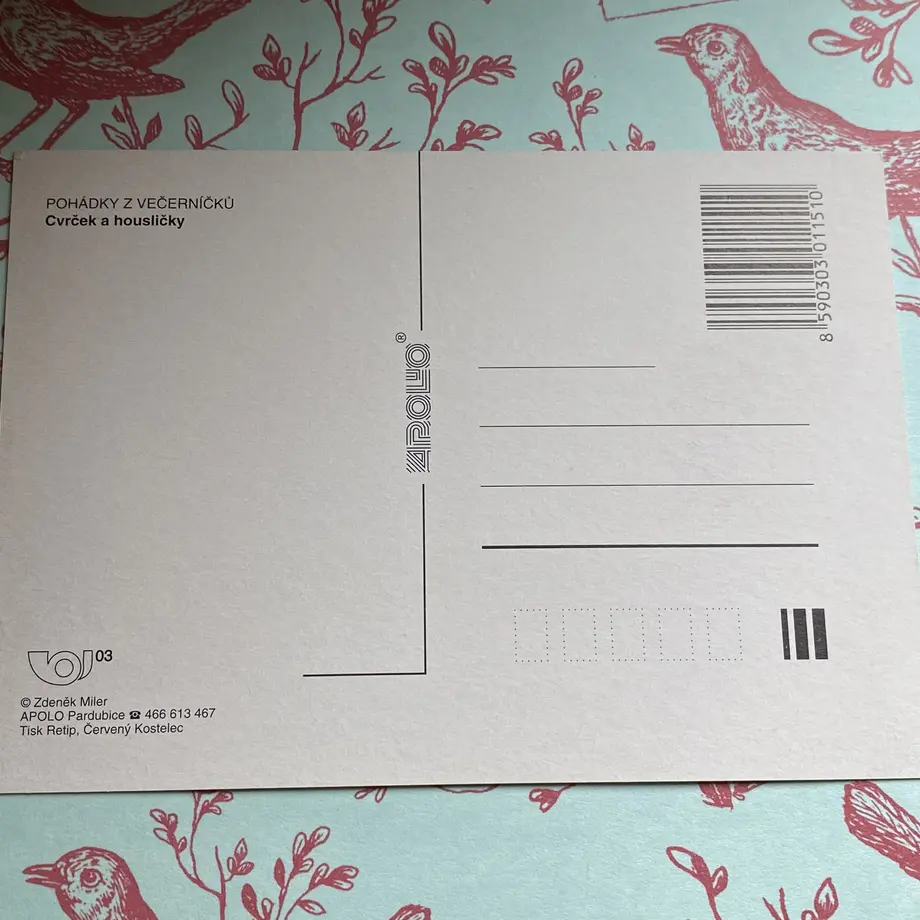 POHÁDKY Z VEČERNÍČKŮ
Cvrček a housličky
APOLO®
8 590303 011510
03
© Zdeněk Miler
APOLO Pardubice ☎ 466 613 467
Tisk Retip, Červený Kostelec